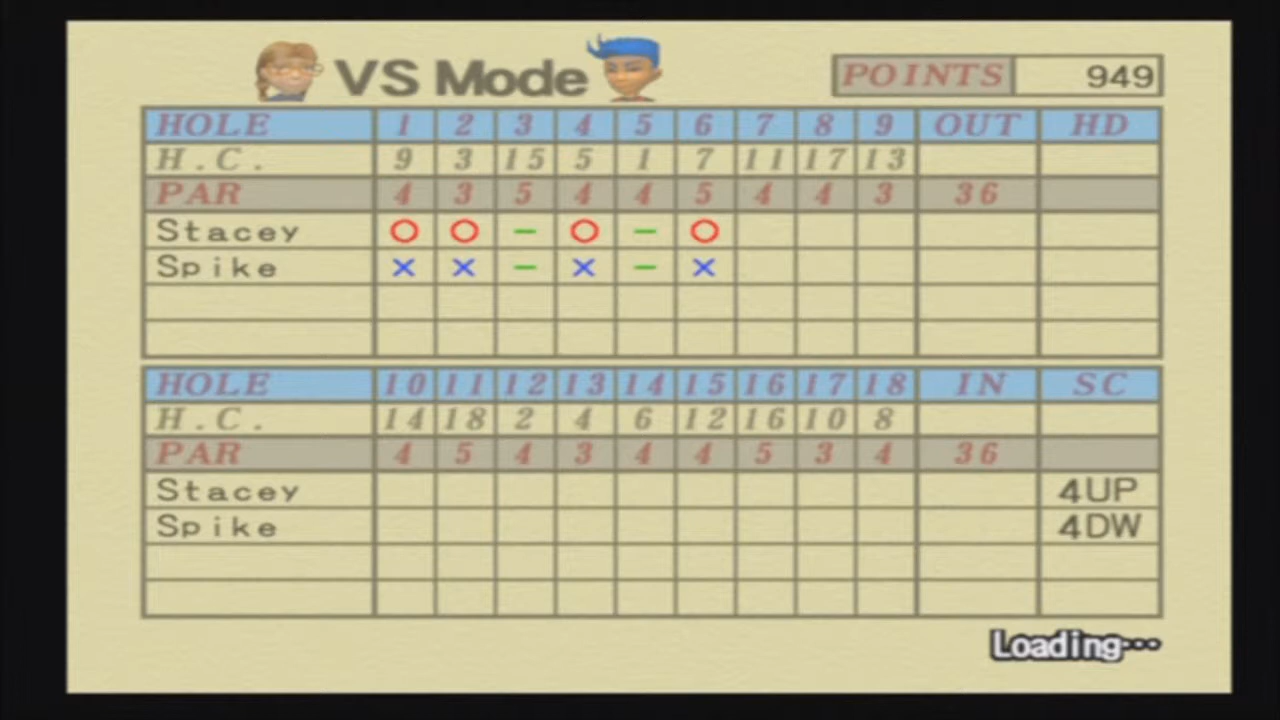 VS Mode POINTS 949
HOLE 1 2 3 4 5 6 7 8 9 OUT HD
H.C. 9 3 15 5 1 7 11 17 13
PAR 4 3 5 4 4 5 4 4 3 36
Stacey ○ ○ − ○ − ○
Spike × × − × − ×
HOLE 10 11 12 13 14 15 16 17 18 IN SC
H.C. 14 18 2 4 6 12 16 10 8
PAR 4 5 4 3 4 4 5 3 4 36
Stacey 4UP
Spike 4DW
Loading…